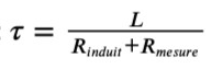 τ = L / (R_induit + R_mesure)